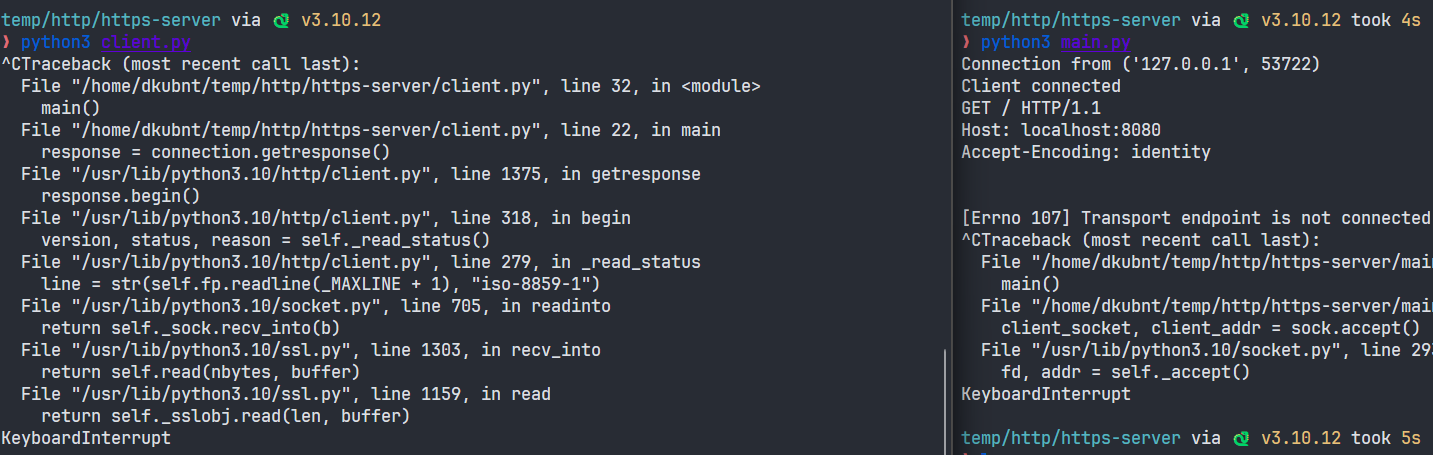 temp/http/https-server via v3.10.12
❯ python3 client.py
^CTraceback (most recent call last):
  File "/home/dkubnt/temp/http/https-server/client.py", line 32, in <module>
    main()
  File "/home/dkubnt/temp/http/https-server/client.py", line 22, in main
    response = connection.getresponse()
  File "/usr/lib/python3.10/http/client.py", line 1375, in getresponse
    response.begin()
  File "/usr/lib/python3.10/http/client.py", line 318, in begin
    version, status, reason = self._read_status()
  File "/usr/lib/python3.10/http/client.py", line 279, in _read_status
    line = str(self.fp.readline(_MAXLINE + 1), "iso-8859-1")
  File "/usr/lib/python3.10/socket.py", line 705, in readinto
    return self._sock.recv_into(b)
  File "/usr/lib/python3.10/ssl.py", line 1303, in recv_into
    return self.read(nbytes, buffer)
  File "/usr/lib/python3.10/ssl.py", line 1159, in read
    return self._sslobj.read(len, buffer)
KeyboardInterrupt
temp/http/https-server via v3.10.12 took 4s
❯ python3 main.py
Connection from ('127.0.0.1', 53722)
Client connected
GET / HTTP/1.1
Host: localhost:8080
Accept-Encoding: identity
[Errno 107] Transport endpoint is not connected
^CTraceback (most recent call last):
  File "/home/dkubnt/temp/http/https-server/mai
    main()
  File "/home/dkubnt/temp/http/https-server/mai
    client_socket, client_addr = sock.accept()
  File "/usr/lib/python3.10/socket.py", line 293
    fd, addr = self._accept()
KeyboardInterrupt
temp/http/https-server via v3.10.12 took 5s